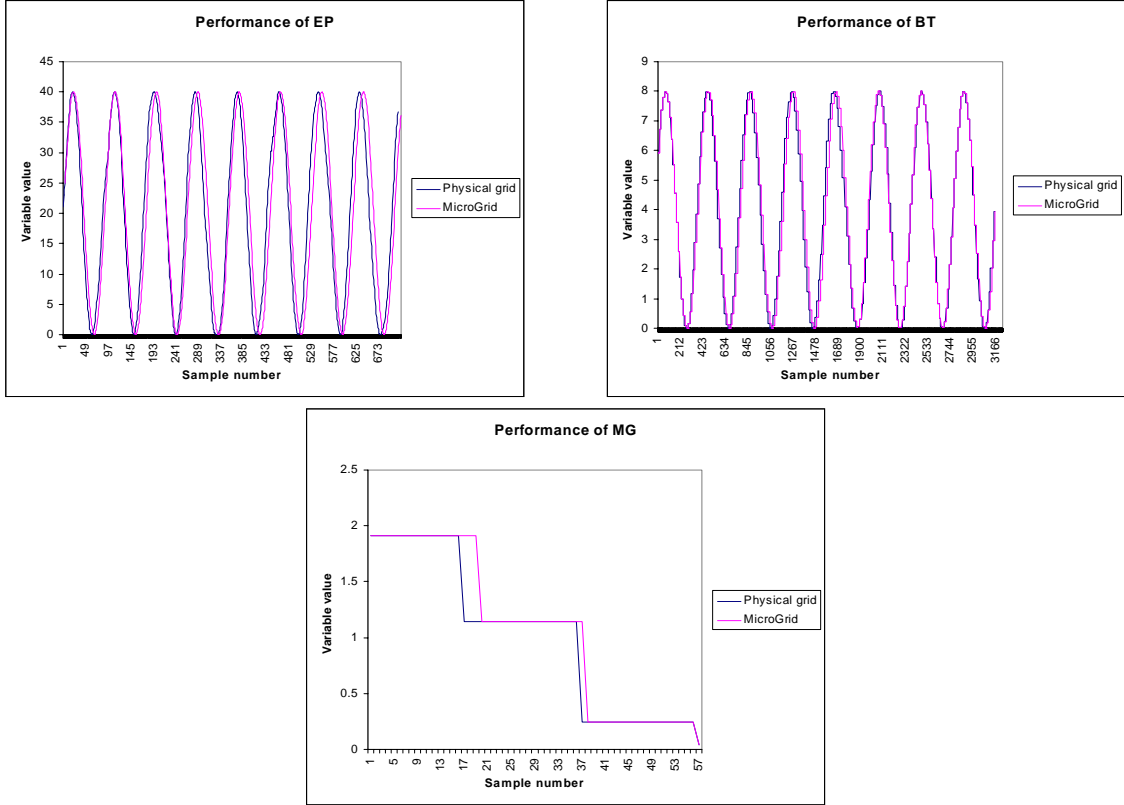 Performance of EP
45
40
35
30
25
20
15
10
5
0
Variable value
1 49 97 145 193 241 289 337 385 433 481 529 577 625 673
Sample number
Physical grid
MicroGrid
Performance of BT
9
8
7
6
5
4
3
2
1
0
Variable value
1 212 423 634 845 1056 1267 1478 1689 1900 2111 2322 2533 2744 2955 3166
Sample number
Physical grid
MicroGrid
Performance of MG
2.5
2
1.5
1
0.5
0
Variable value
1 5 9 13 17 21 25 29 33 37 41 45 49 53 57
Sample number
Physical grid
MicroGrid